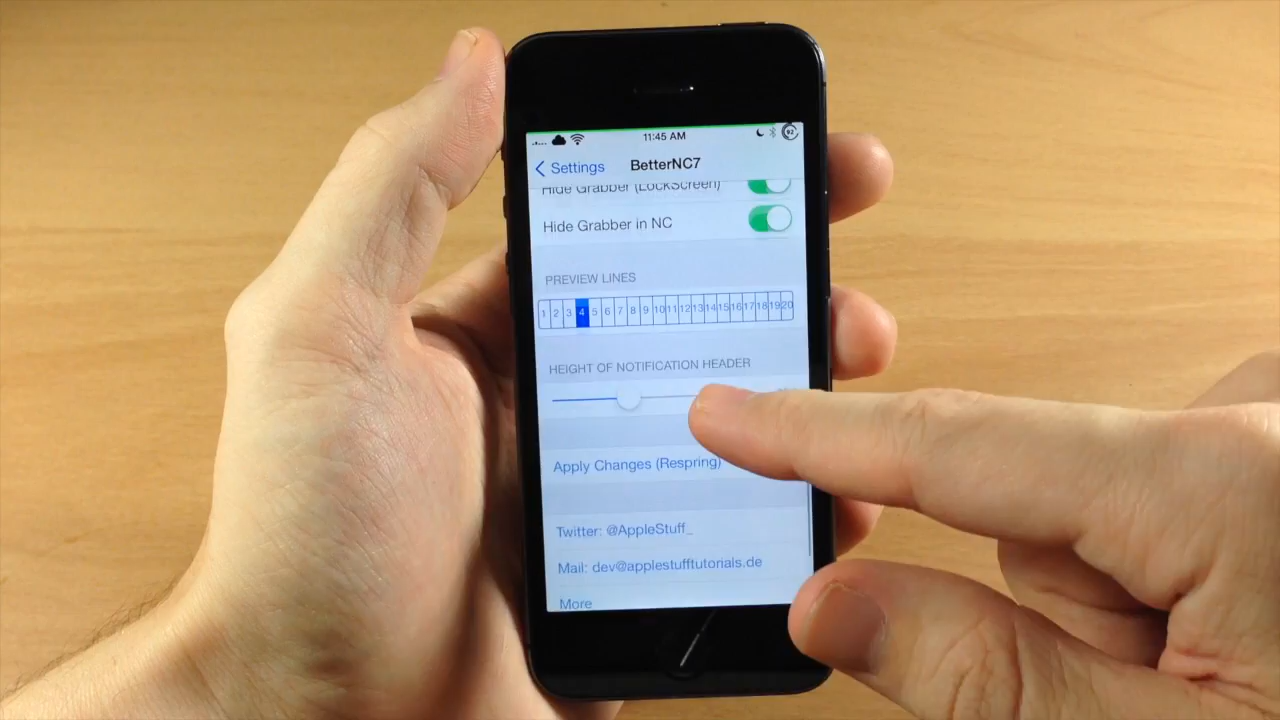 11:45 AM
92
Settings
BetterNC7
Hide Grabber (LockScreen)
Hide Grabber in NC
PREVIEW LINES
1 2 3 4 5 6 7 8 9 10 11 12 13 14 15 16 17 18 19 20
HEIGHT OF NOTIFICATION HEADER
Apply Changes (Respring)
Twitter: @AppleStuff_
Mail: dev@applestufftutorials.de
More